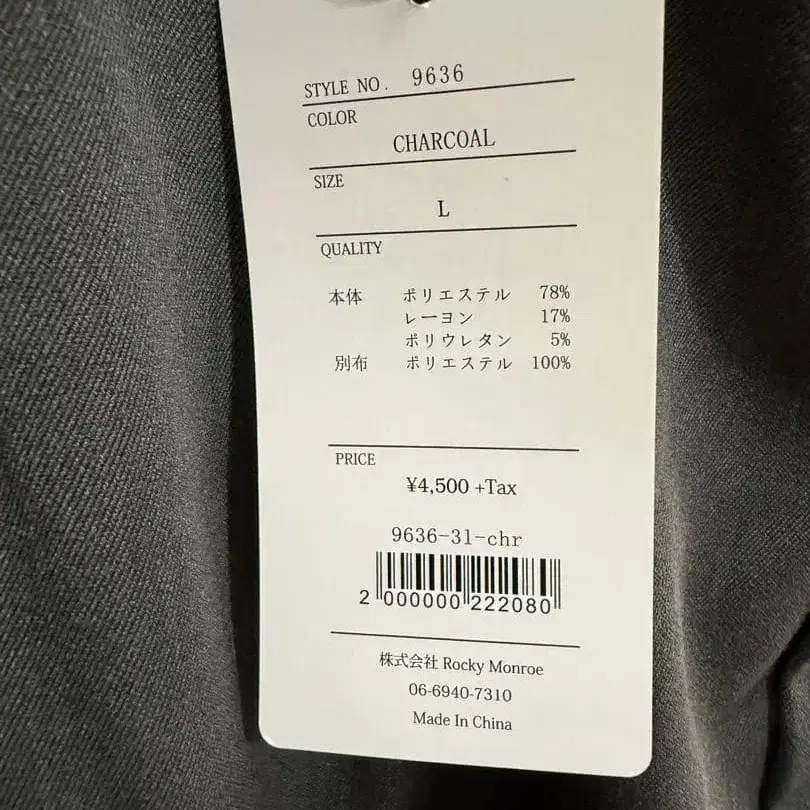 STYLE NO. 9636
COLOR
CHARCOAL
SIZE
L
QUALITY
本体 ポリエステル 78%
レーヨン 17%
ポリウレタン 5%
別布 ポリエステル 100%
PRICE
¥4,500 +Tax
9636-31-chr
2 000000 222080
株式会社 Rocky Monroe
06-6940-7310
Made In China